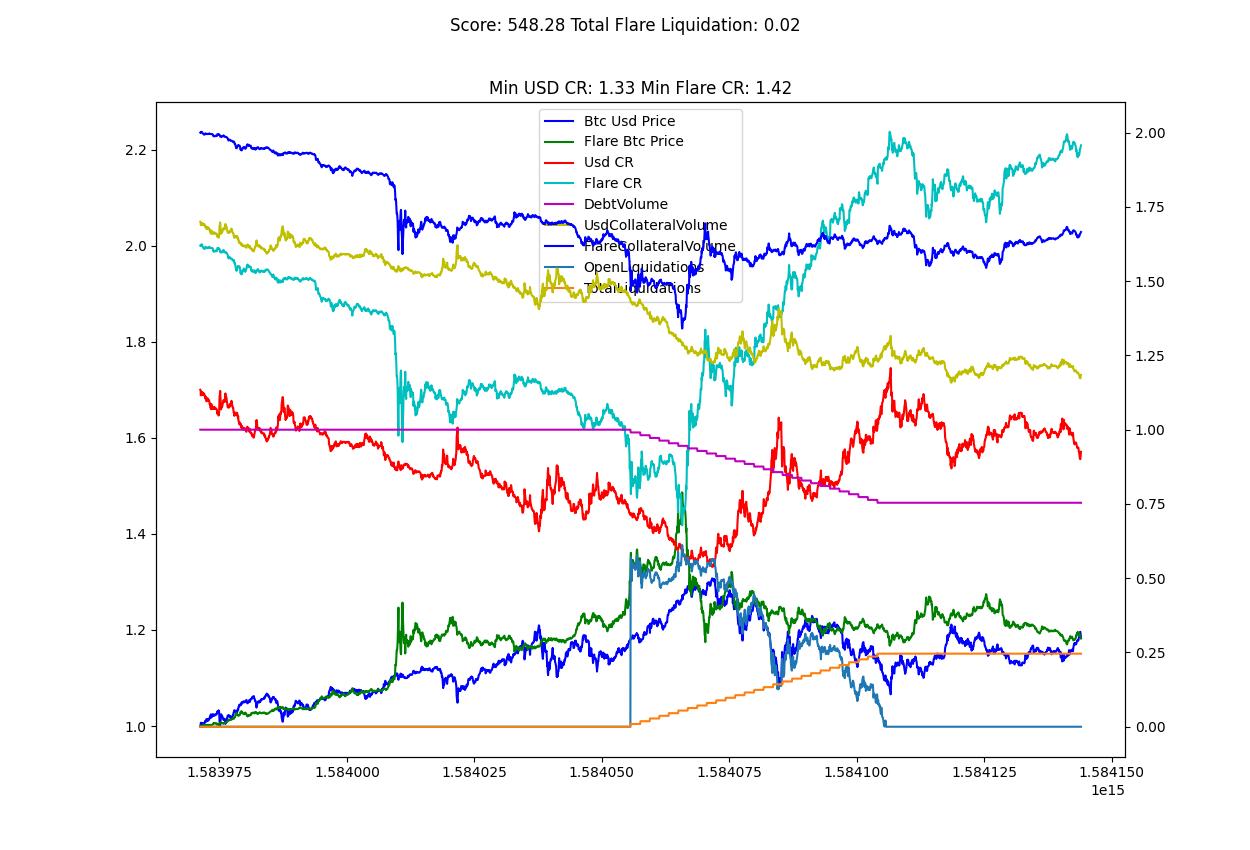 Score: 548.28 Total Flare Liquidation: 0.02
Min USD CR: 1.33 Min Flare CR: 1.42
Btc Usd Price
Flare Btc Price
Usd CR
Flare CR
DebtVolume
UsdCollateralVolume
FlareCollateralVolume
OpenLiquidations
TotalLiquidations
2.2
2.0
1.8
1.6
1.4
1.2
1.0
2.00
1.75
1.50
1.25
1.00
0.75
0.50
0.25
0.00
1.583975 1.584000 1.584025 1.584050 1.584075 1.584100 1.584125 1.584150
1e15